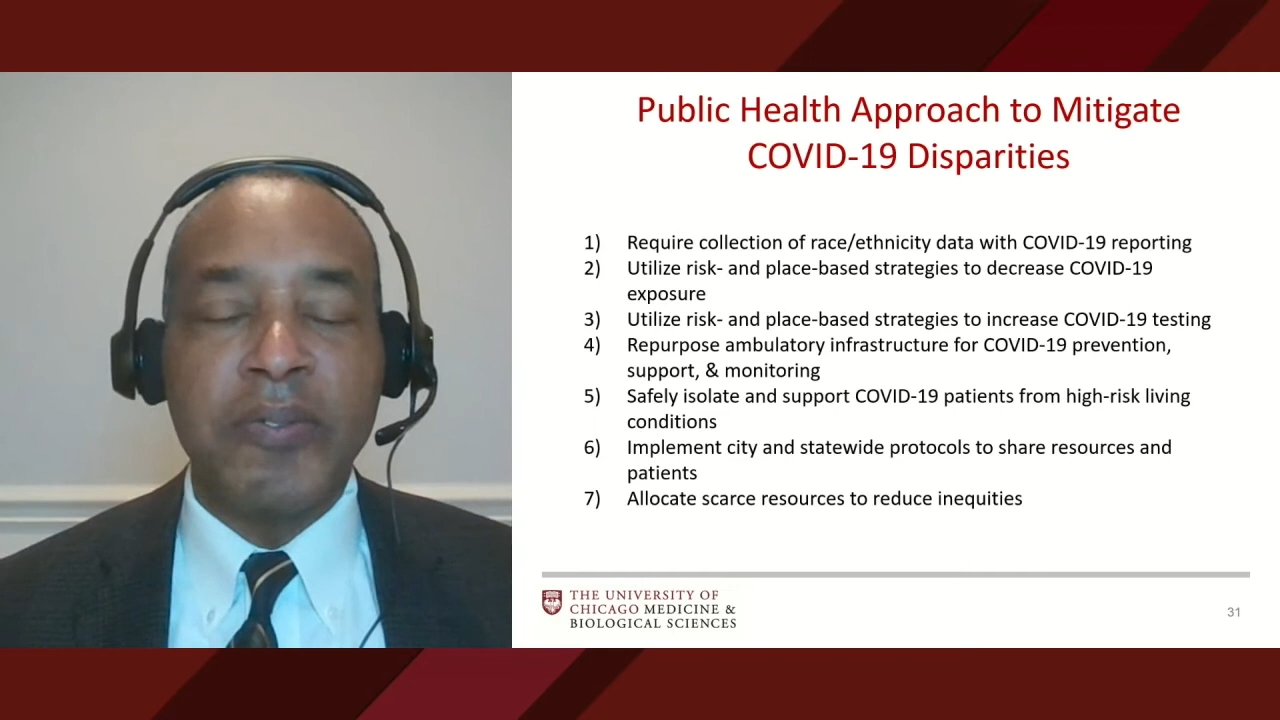 Public Health Approach to Mitigate
COVID-19 Disparities
1) Require collection of race/ethnicity data with COVID-19 reporting
2) Utilize risk- and place-based strategies to decrease COVID-19
exposure
3) Utilize risk- and place-based strategies to increase COVID-19 testing
4) Repurpose ambulatory infrastructure for COVID-19 prevention,
support, & monitoring
5) Safely isolate and support COVID-19 patients from high-risk living
conditions
6) Implement city and statewide protocols to share resources and
patients
7) Allocate scarce resources to reduce inequities
THE UNIVERSITY OF
CHICAGO MEDICINE &
BIOLOGICAL SCIENCES
31